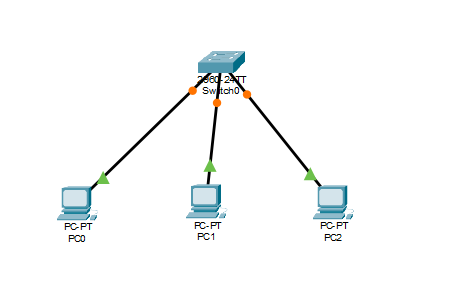 2960-24TT
Switch0
PC-PT
PC0
PC-PT
PC1
PC-PT
PC2